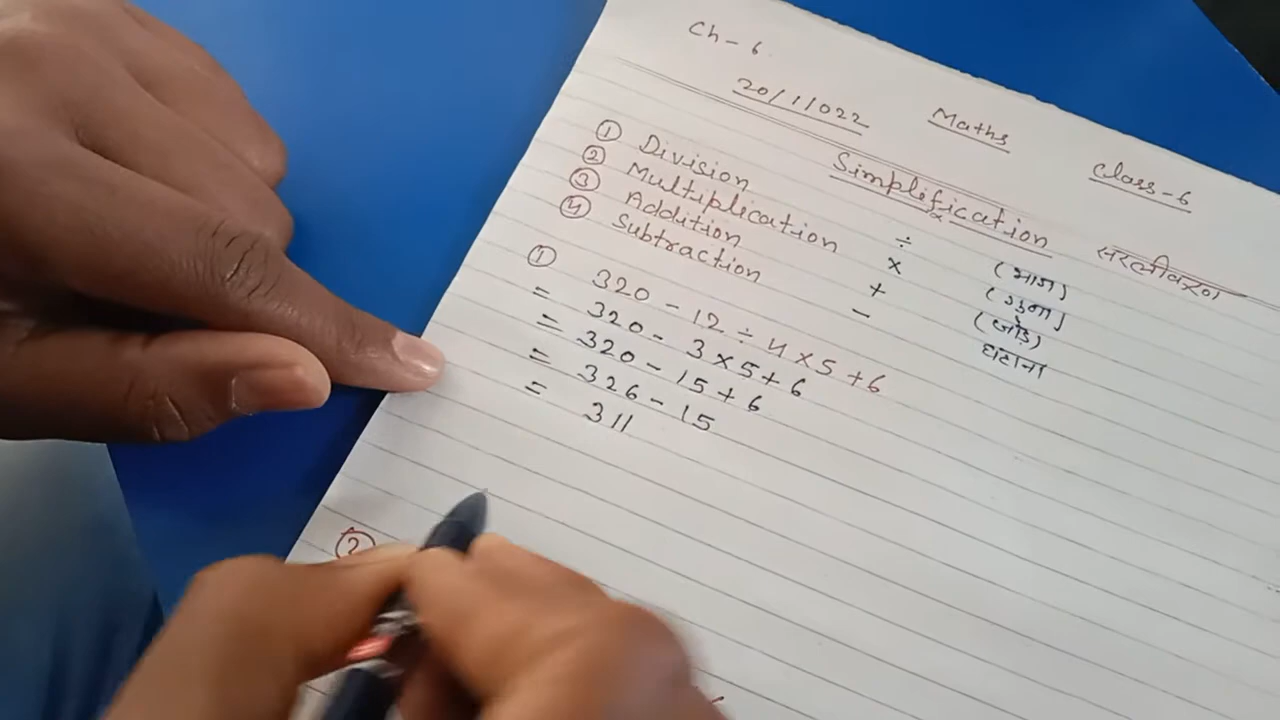 Ch-6
20/1/022 Maths Class-6
Simplification सरलीकरण
① Division ÷ (भाग)
② Multiplication × (गुणा)
③ Addition + (जोड़)
④ Subtraction - घटाना
① 320 - 12 ÷ 4 × 5 + 6
= 320 - 3 × 5 + 6
= 320 - 15 + 6
= 326 - 15
= 311
②